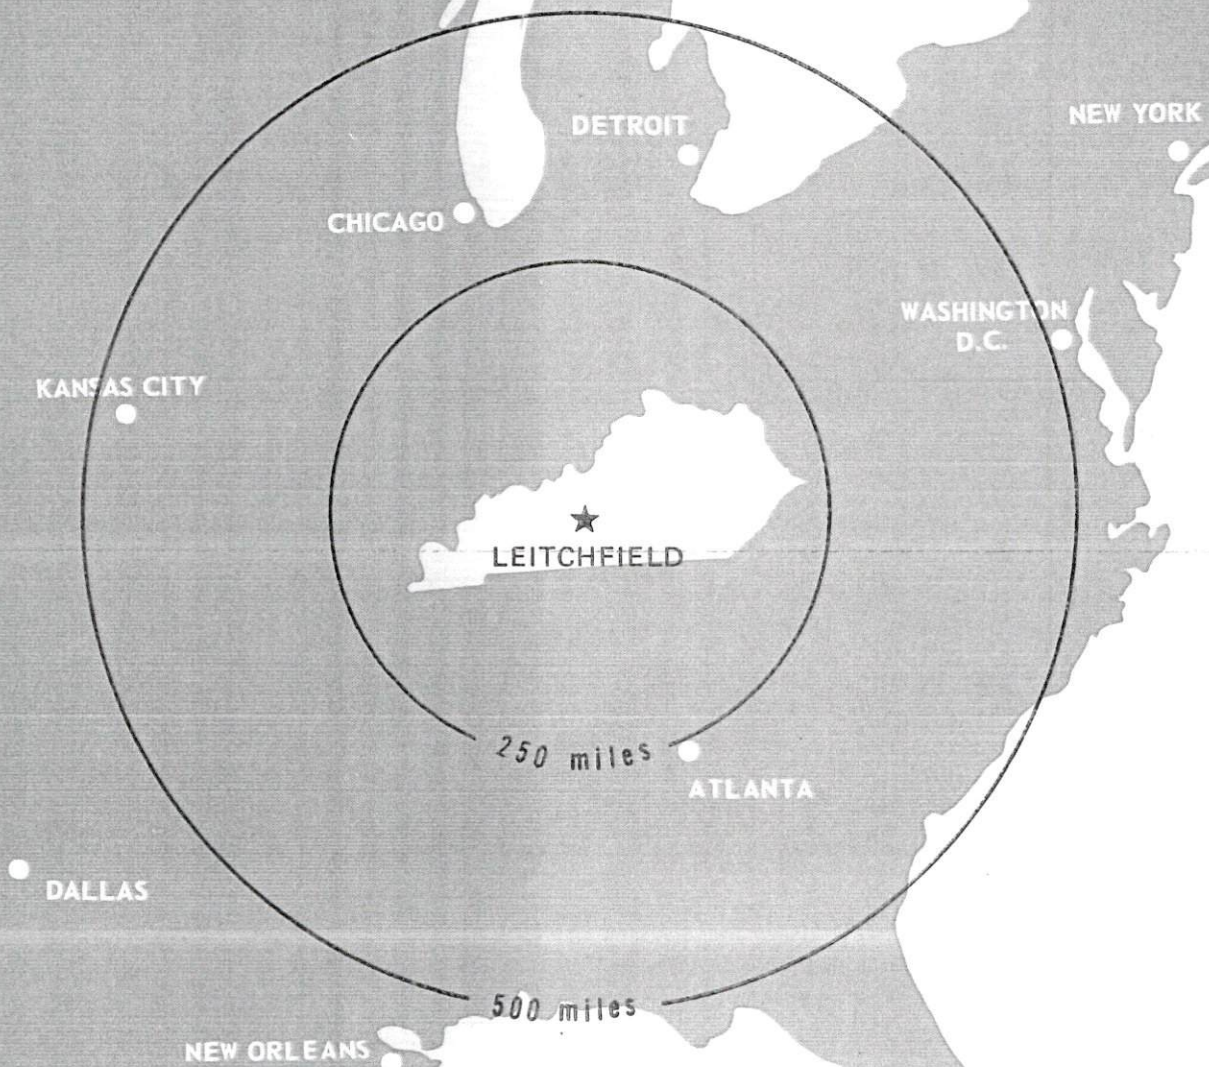 DETROIT
NEW YORK
CHICAGO
WASHINGTON
D.C.
KANSAS CITY
LEITCHFIELD
250 miles
ATLANTA
DALLAS
500 miles
NEW ORLEANS